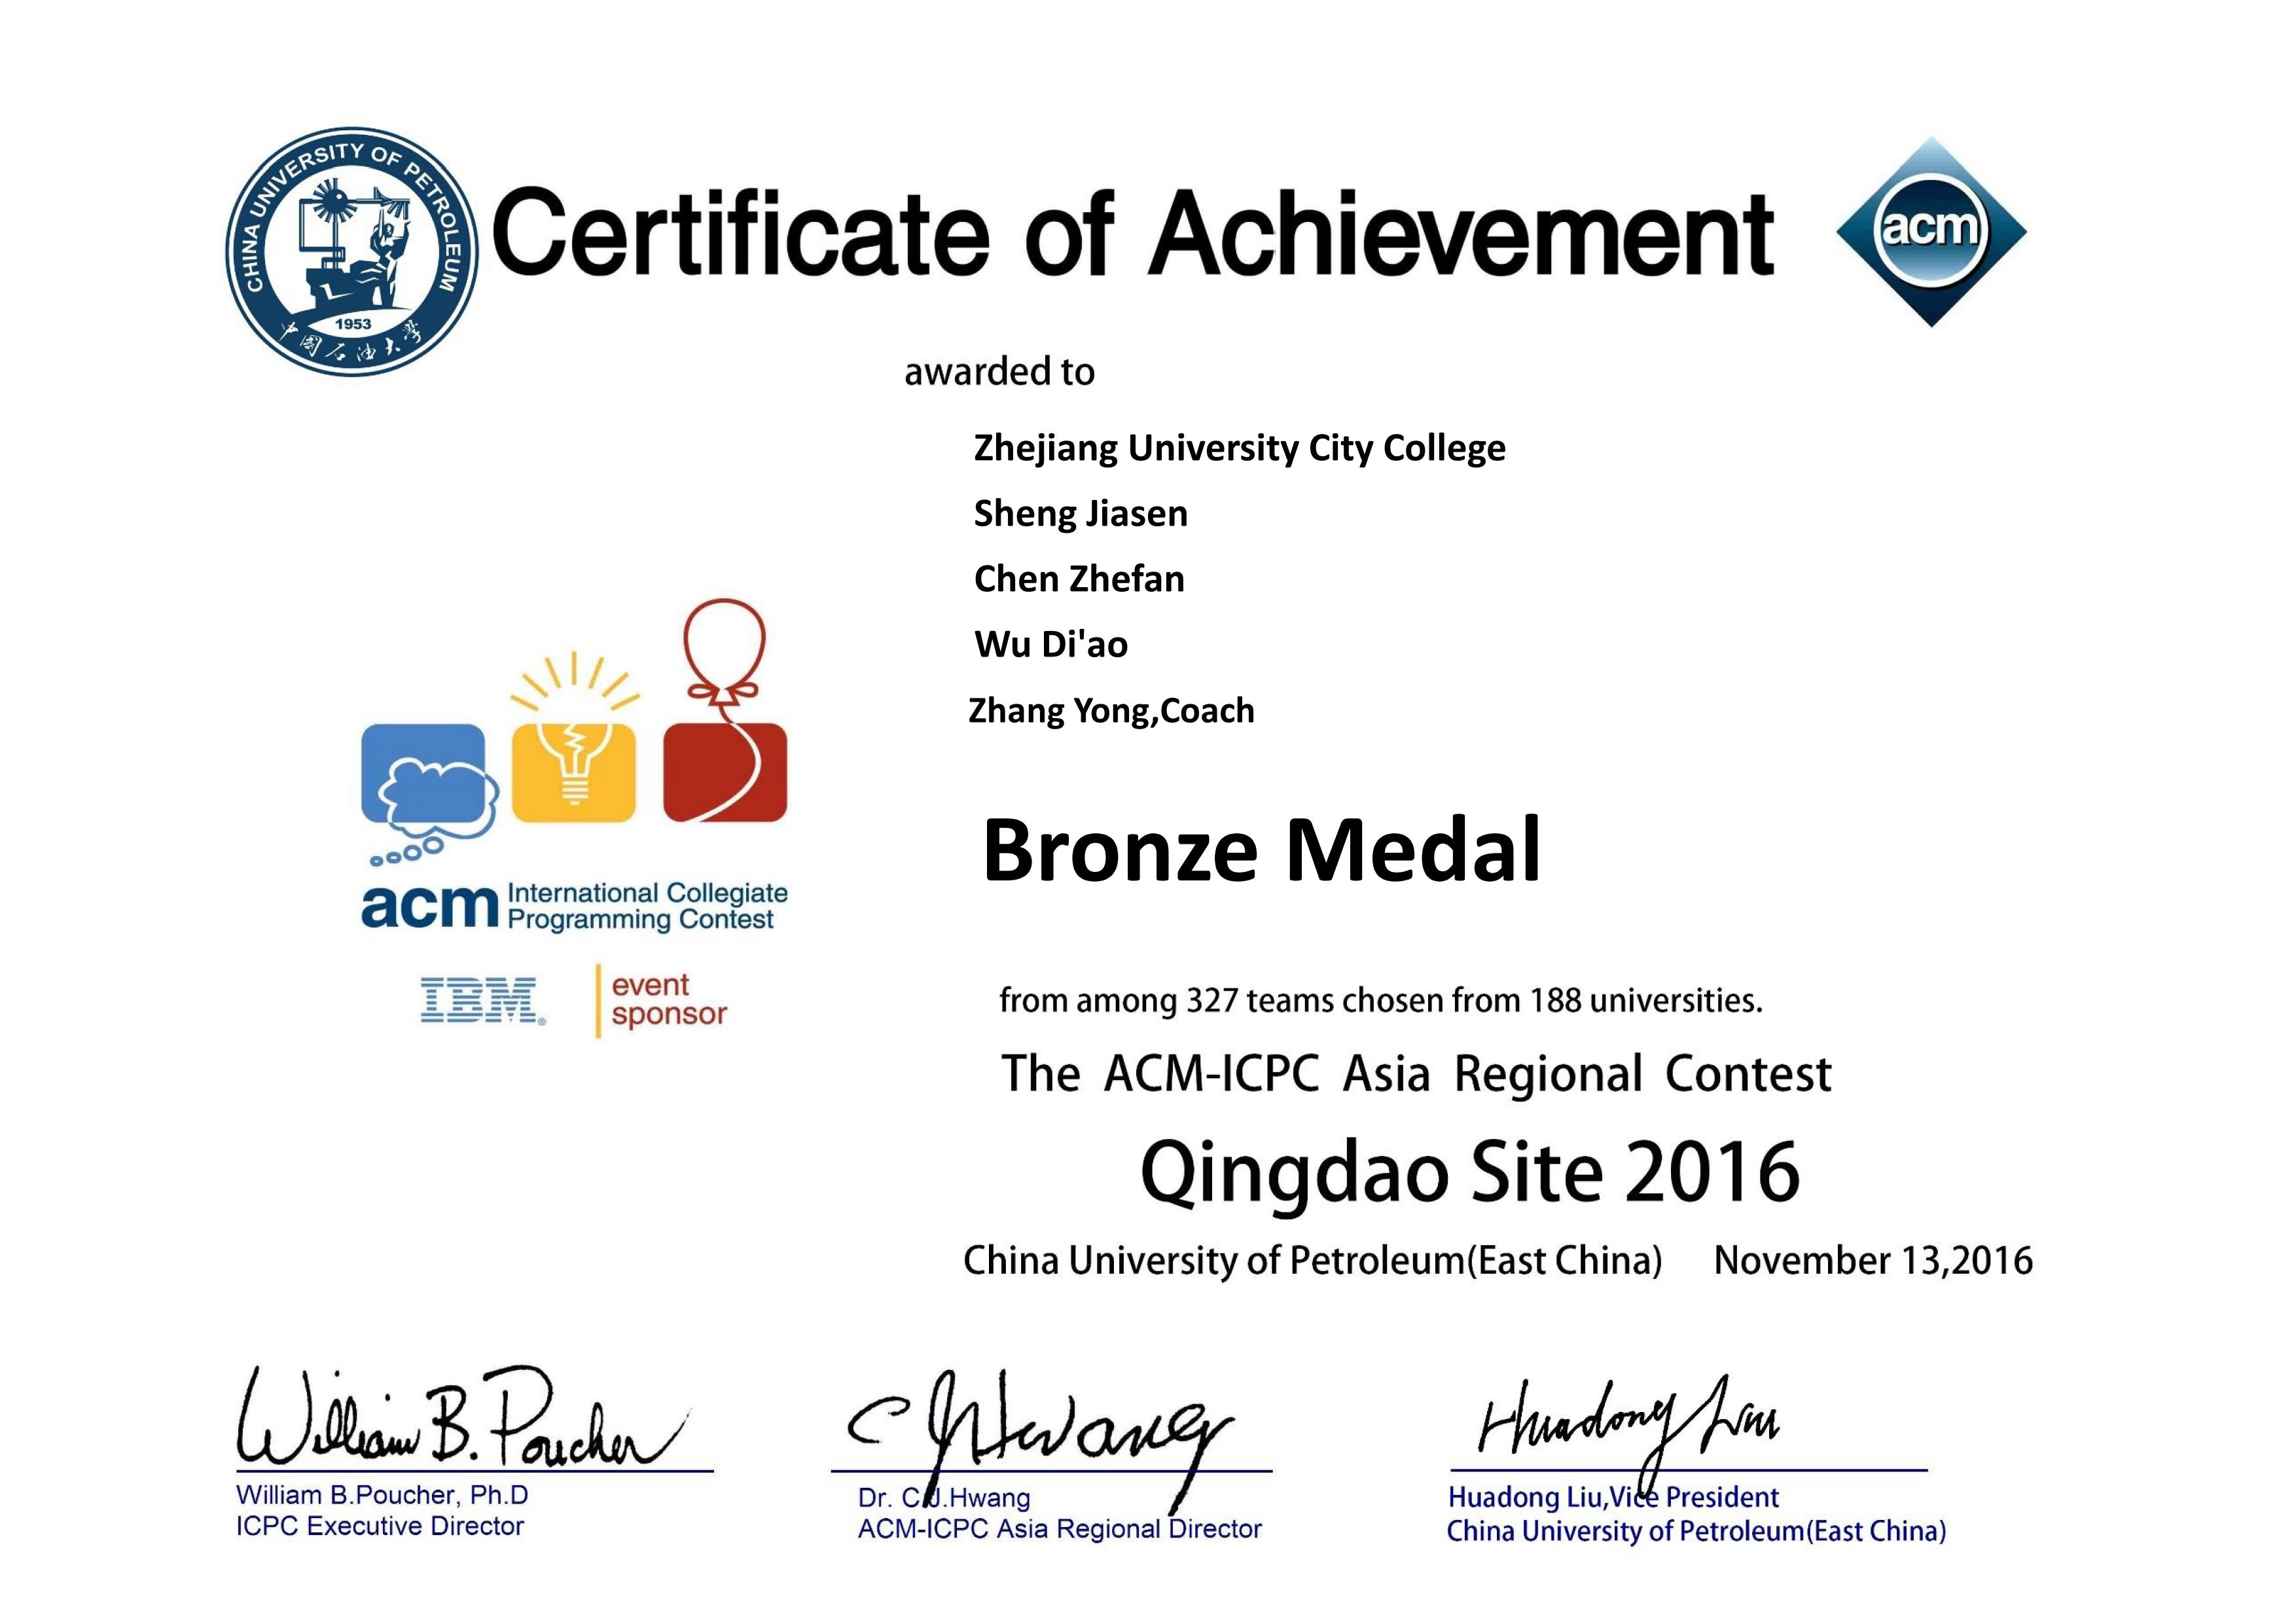 CHINA UNIVERSITY OF PETROLEUM
1953
中国石油大学
Certificate of Achievement
acm
awarded to
Zhejiang University City College
Sheng Jiasen
Chen Zhefan
Wu Di'ao
Zhang Yong,Coach
Bronze Medal
acm International Collegiate
Programming Contest
IBM®
event
sponsor
from among 327 teams chosen from 188 universities.
The ACM-ICPC Asia Regional Contest
Qingdao Site 2016
China University of Petroleum(East China) November 13,2016
William B. Poucher
C J Hwang
Huadong Liu
William B.Poucher, Ph.D
ICPC Executive Director
Dr. C.J.Hwang
ACM-ICPC Asia Regional Director
Huadong Liu,Vice President
China University of Petroleum(East China)